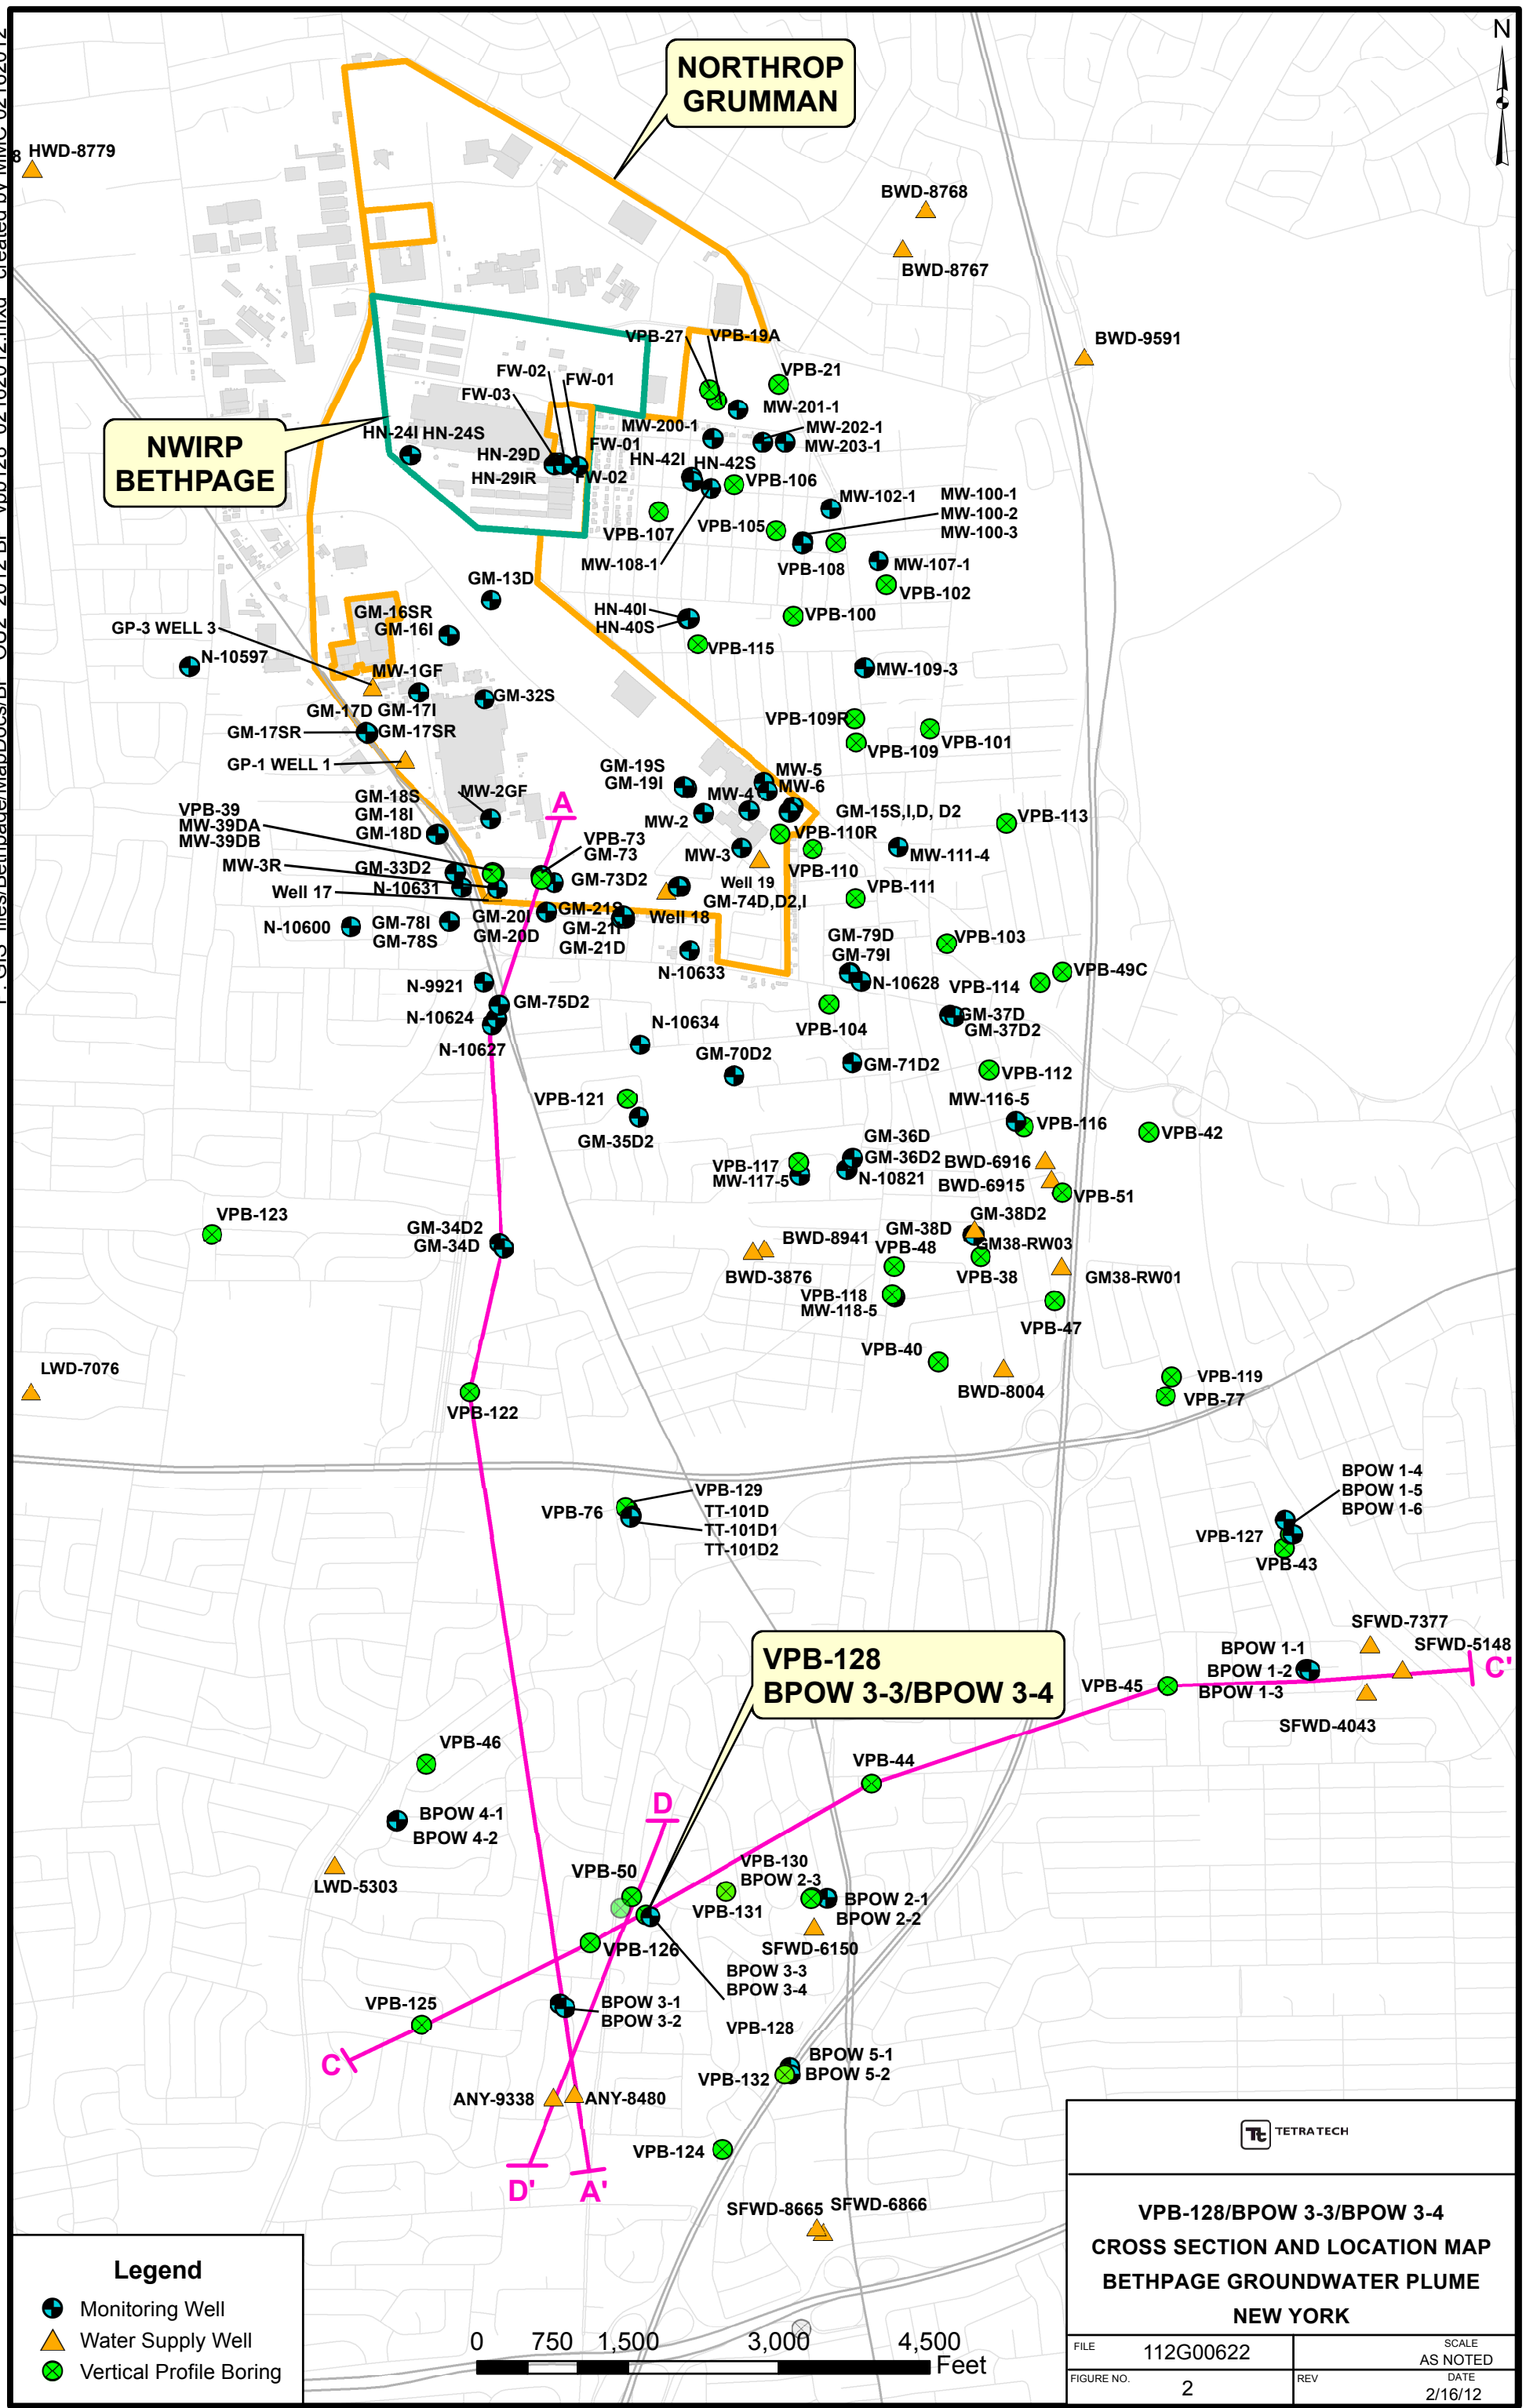 N
NORTHROP
GRUMMAN
8
HWD-8779
BWD-8768
BWD-8767
BWD-9591
VPB-27
VPB-19A
VPB-21
FW-02
FW-01
FW-03
MW-201-1
NWIRP
BETHPAGE
HN-24I
HN-24S
MW-200-1
MW-202-1
MW-203-1
HN-29D
FW-01
HN-42I
HN-42S
HN-29IR
FW-02
VPB-106
VPB-107
VPB-105
MW-102-1
MW-100-1
MW-100-2
MW-100-3
MW-108-1
VPB-108
MW-107-1
GM-13D
VPB-102
GM-16SR
GM-16I
HN-40I
HN-40S
VPB-100
GP-3 WELL 3
N-10597
VPB-115
MW-1GF
MW-109-3
GM-32S
GM-17D
GM-17I
GM-17SR
GM-17SR
VPB-109R
VPB-109
VPB-101
GP-1 WELL 1
GM-19S
GM-19I
MW-5
MW-6
MW-4
GM-18S
GM-18I
GM-18D
MW-2GF
A
VPB-39
MW-39DA
MW-39DB
MW-2
GM-15S,I,D, D2
VPB-113
VPB-73
GM-73
VPB-110R
MW-3
VPB-110
MW-111-4
MW-3R
GM-33D2
GM-73D2
N-10631
Well 17
Well 19
GM-74D,D2,I
VPB-111
N-10600
GM-78I
GM-78S
GM-20I
GM-20D
GM-21S
GM-21I
GM-21D
Well 18
GM-79D
GM-79I
VPB-103
N-10633
N-10628
VPB-49C
VPB-114
N-9921
GM-75D2
N-10624
N-10627
VPB-104
GM-37D
GM-37D2
N-10634
GM-70D2
GM-71D2
VPB-112
VPB-121
MW-116-5
VPB-116
VPB-42
GM-35D2
GM-36D
GM-36D2
N-10821
VPB-117
MW-117-5
BWD-6916
BWD-6915
VPB-51
VPB-123
GM-34D2
GM-34D
GM-38D2
GM-38D
GM38-RW03
BWD-8941
BWD-3876
VPB-48
VPB-38
GM38-RW01
VPB-118
MW-118-5
VPB-47
VPB-40
BWD-8004
VPB-119
VPB-77
LWD-7076
VPB-122
VPB-129
VPB-76
TT-101D
TT-101D1
TT-101D2
BPOW 1-4
BPOW 1-5
BPOW 1-6
VPB-127
VPB-43
VPB-128
BPOW 3-3/BPOW 3-4
SFWD-7377
BPOW 1-1
SFWD-5148
BPOW 1-2
C'
VPB-45
BPOW 1-3
SFWD-4043
VPB-46
VPB-44
D
BPOW 4-1
BPOW 4-2
VPB-50
VPB-130
BPOW 2-3
LWD-5303
VPB-131
BPOW 2-1
BPOW 2-2
VPB-126
SFWD-6150
BPOW 3-3
BPOW 3-4
VPB-125
BPOW 3-1
BPOW 3-2
VPB-128
C
BPOW 5-1
VPB-132
BPOW 5-2
ANY-9338
ANY-8480
VPB-124
D'
A'
SFWD-8665
SFWD-6866
Legend
Monitoring Well
Water Supply Well
Vertical Profile Boring
0 750 1,500 3,000 4,500
Feet
Tt TETRA TECH
VPB-128/BPOW 3-3/BPOW 3-4
CROSS SECTION AND LOCATION MAP
BETHPAGE GROUNDWATER PLUME
NEW YORK
FILE 112G00622
SCALE
AS NOTED
FIGURE NO. 2
REV
DATE
2/16/12